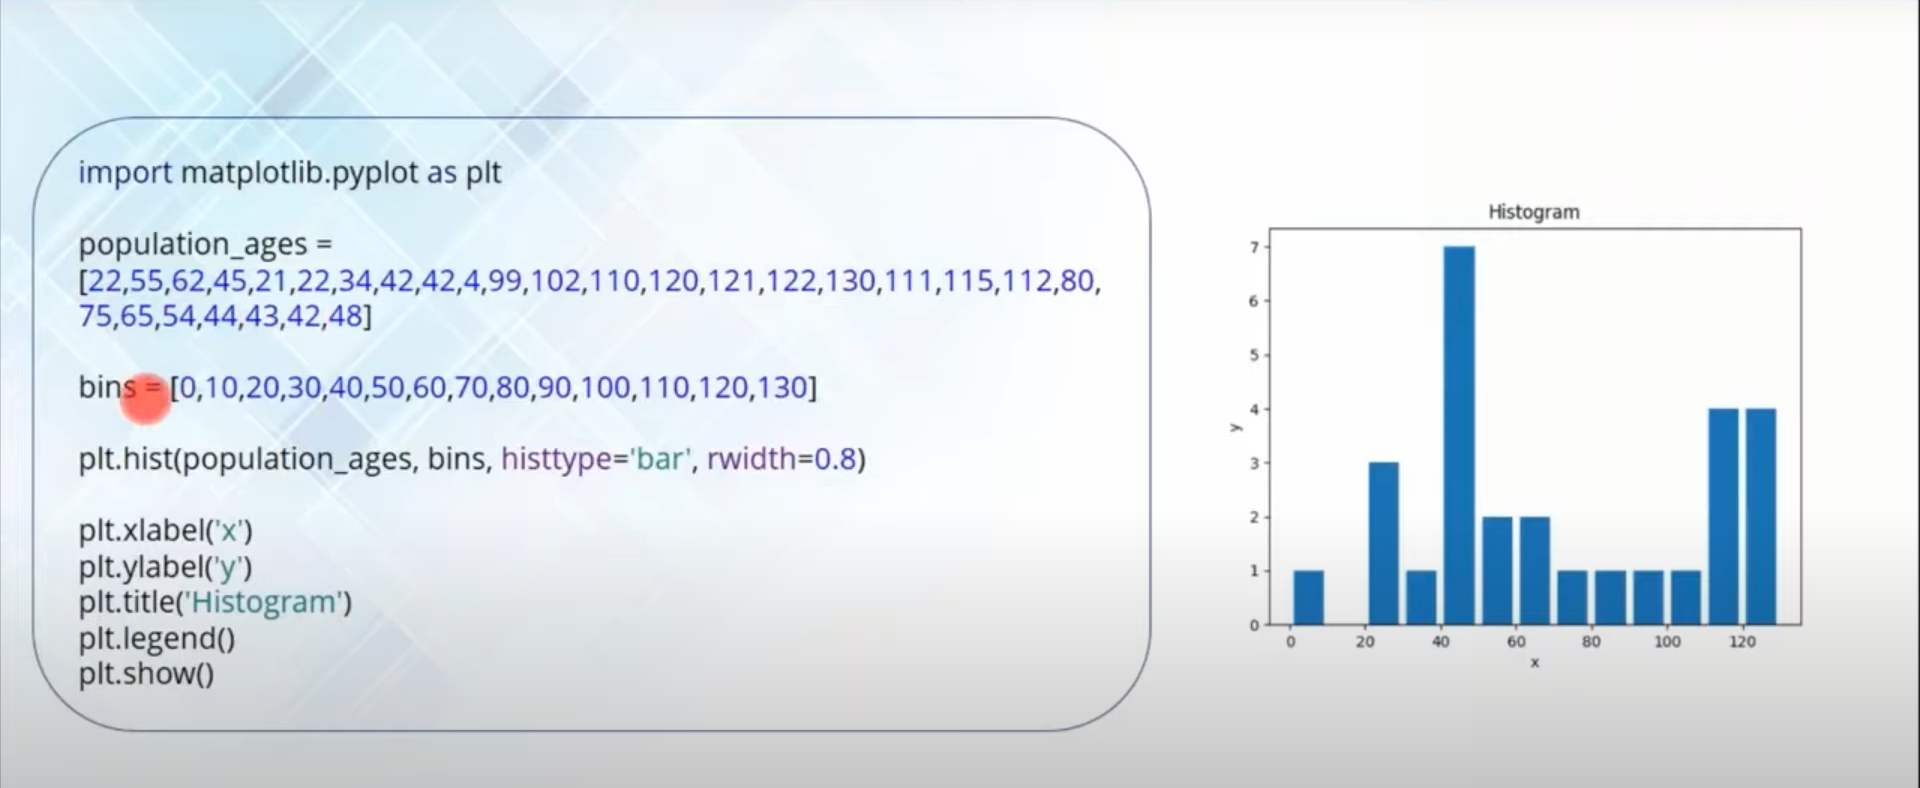 import matplotlib.pyplot as plt
population_ages =
[22,55,62,45,21,22,34,42,42,4,99,102,110,120,121,122,130,111,115,112,80,
75,65,54,44,43,42,48]
bins = [0,10,20,30,40,50,60,70,80,90,100,110,120,130]
plt.hist(population_ages, bins, histtype='bar', rwidth=0.8)
plt.xlabel('x')
plt.ylabel('y')
plt.title('Histogram')
plt.legend()
plt.show()
Histogram
7
6
5
4
3
2
1
0
y
0 20 40 60 80 100 120
x